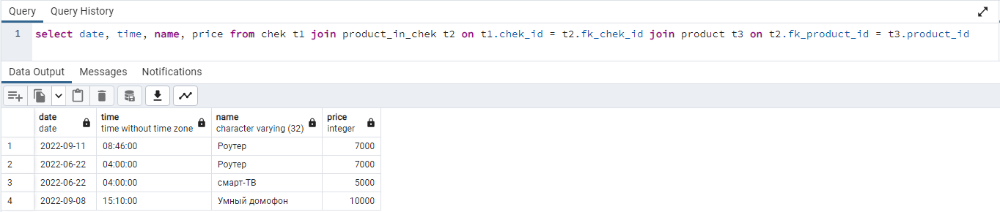 Query Query History
1 select date, time, name, price from chek t1 join product_in_chek t2 on t1.chek_id = t2.fk_chek_id join product t3 on t2.fk_product_id = t3.product_id
Data Output Messages Notifications
date time name price
date time without time zone character varying (32) integer
1 2022-09-11 08:46:00 Роутер 7000
2 2022-06-22 04:00:00 Роутер 7000
3 2022-06-22 04:00:00 смарт-ТВ 5000
4 2022-09-08 15:10:00 Умный домофон 10000